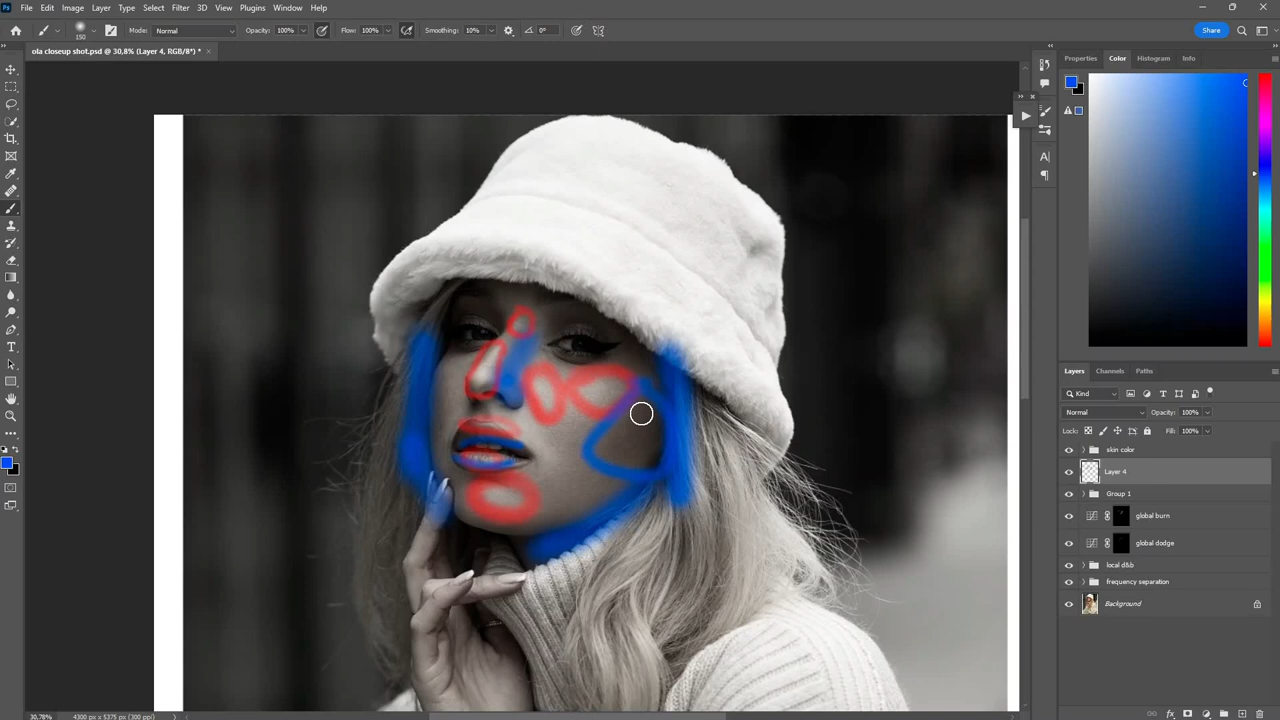 Ps File Edit Image Layer Type Select Filter 3D View Plugins Window Help
150 Mode: Normal Opacity: 100% Flow: 100% Smoothing: 10% 0° Share
ola closeup shot.psd @ 30,8% (Layer 4, RGB/8*) * ×
Properties Color Histogram Info
Layers Channels Paths
Kind
Normal Opacity: 100%
Lock: Fill: 100%
skin color
Layer 4
Group 1
global burn
global dodge
local d&b
frequency separation
Background
30,78% 4300 px x 5375 px (300 ppi)